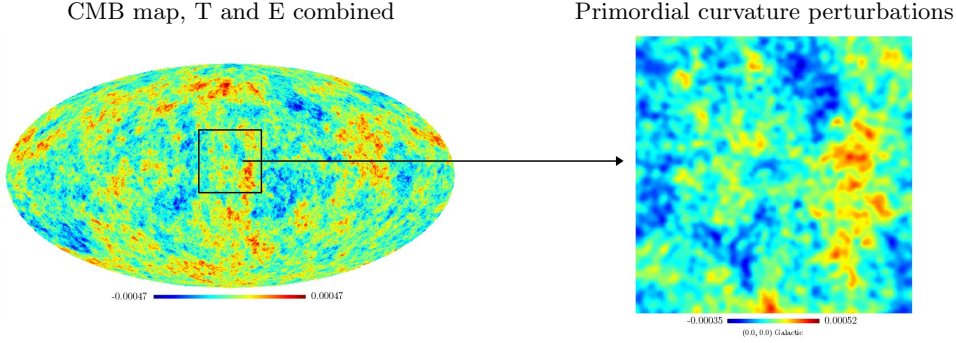 CMB map, T and E combined
Primordial curvature perturbations
-0.00047 0.00047
-0.00035 0.00052
(0.0, 0.0) Galactic